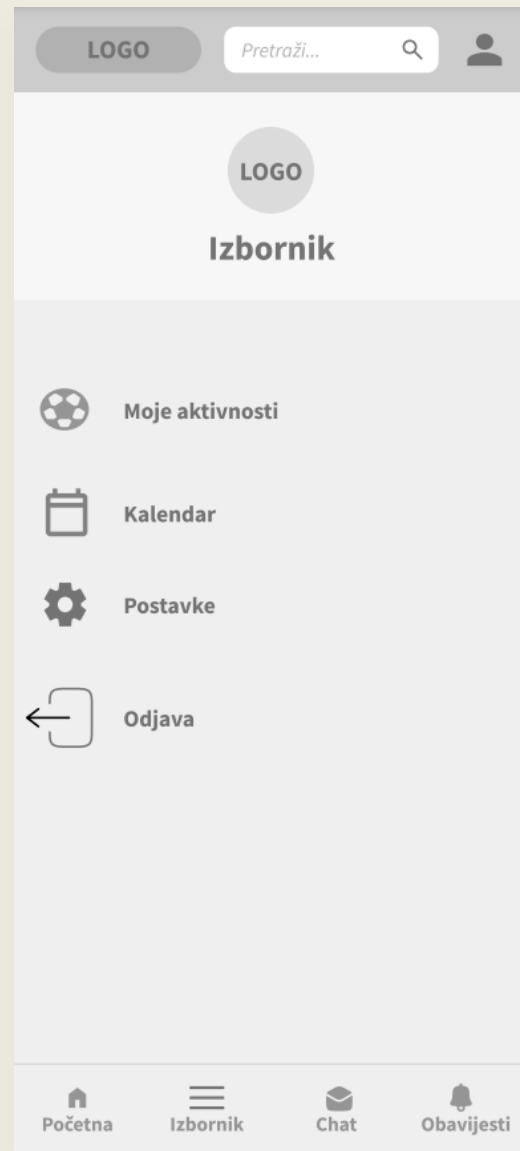 LOGO
Pretraži...
LOGO
Izbornik
Moje aktivnosti
Kalendar
Postavke
Odjava
Početna
Izbornik
Chat
Obavijesti